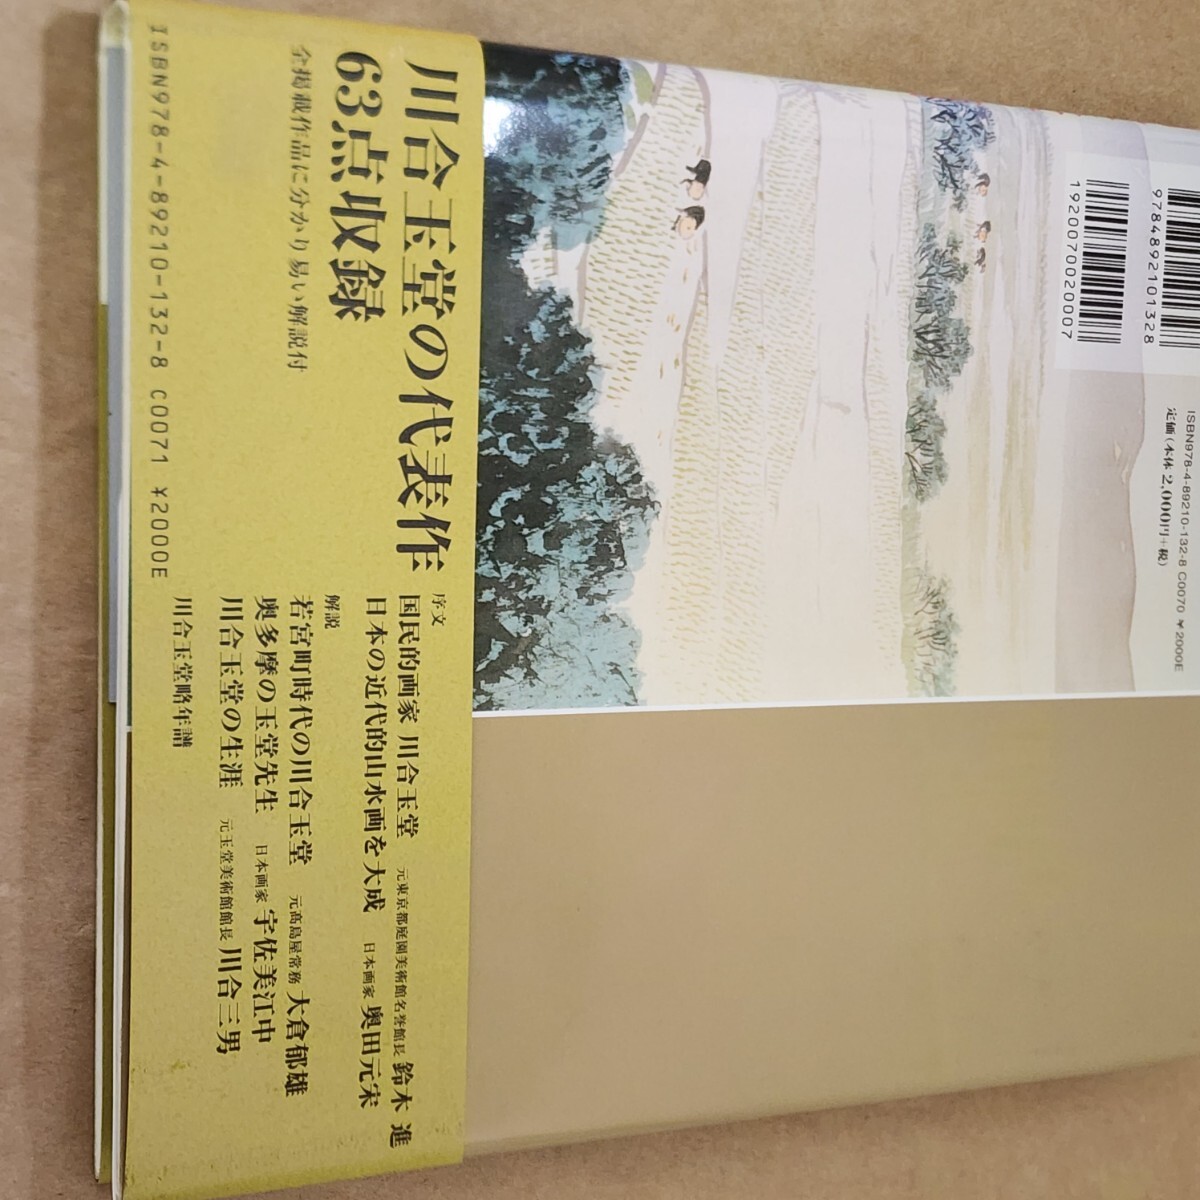 9784892101328
1920070020007
ISBN978-4-89210-132-8 C0070 ¥2000E
定価(本体2,000円+税)
川合玉堂の代表作
63点収録
全掲載作品に分かり易い解説付
序文
国民的画家 川合玉堂 元東京都庭園美術館名誉館長 鈴木 進
日本の近代的山水画を大成 日本画家 奥田元宋
解説
若宮町時代の川合玉堂 元高島屋常務 大倉郁雄
奥多摩の玉堂先生 日本画家 宇佐美江中
川合玉堂の生涯 元玉堂美術館館長 川合三男
川合玉堂略年譜
ISBN978-4-89210-132-8 C0071 ¥2000E